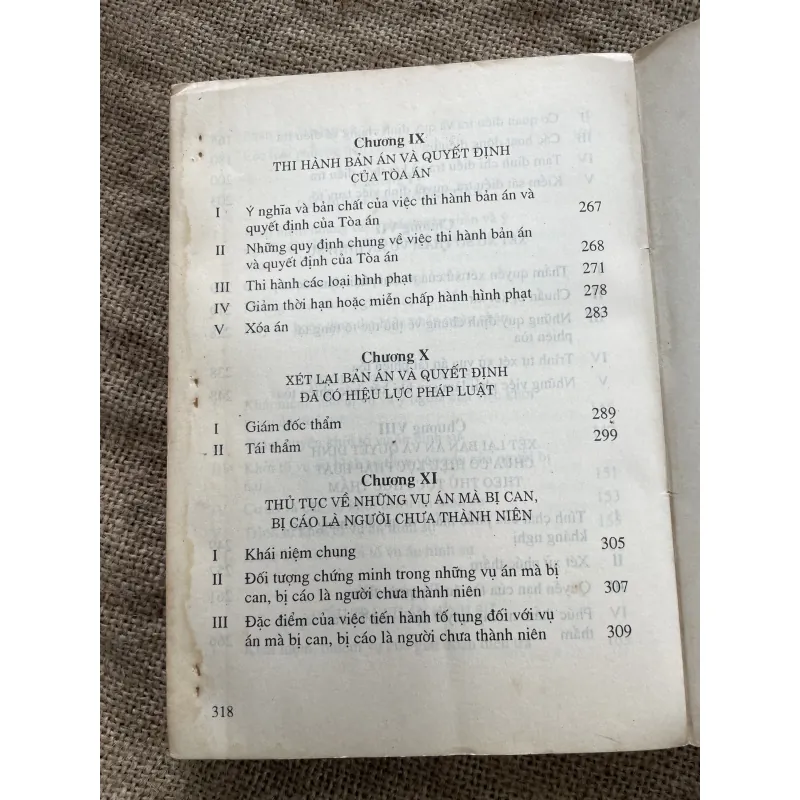 Chương IX
THI HÀNH BẢN ÁN VÀ QUYẾT ĐỊNH
CỦA TÒA ÁN
I Ý nghĩa và bản chất của việc thi hành bản án và
quyết định của Tòa án 267
II Những quy định chung về việc thi hành bản án
và quyết định của Tòa án 268
III Thi hành các loại hình phạt 271
IV Giảm thời hạn hoặc miễn chấp hành hình phạt 278
V Xóa án 283
Chương X
XÉT LẠI BẢN ÁN VÀ QUYẾT ĐỊNH
ĐÃ CÓ HIỆU LỰC PHÁP LUẬT
I Giám đốc thẩm 289
II Tái thẩm 299
Chương XI
THỦ TỤC VỀ NHỮNG VỤ ÁN MÀ BỊ CAN,
BỊ CÁO LÀ NGƯỜI CHƯA THÀNH NIÊN
I Khái niệm chung 305
II Đối tượng chứng minh trong những vụ án mà bị
can, bị cáo là người chưa thành niên 307
III Đặc điểm của việc tiến hành tố tụng đối với vụ
án mà bị can, bị cáo là người chưa thành niên 309
318